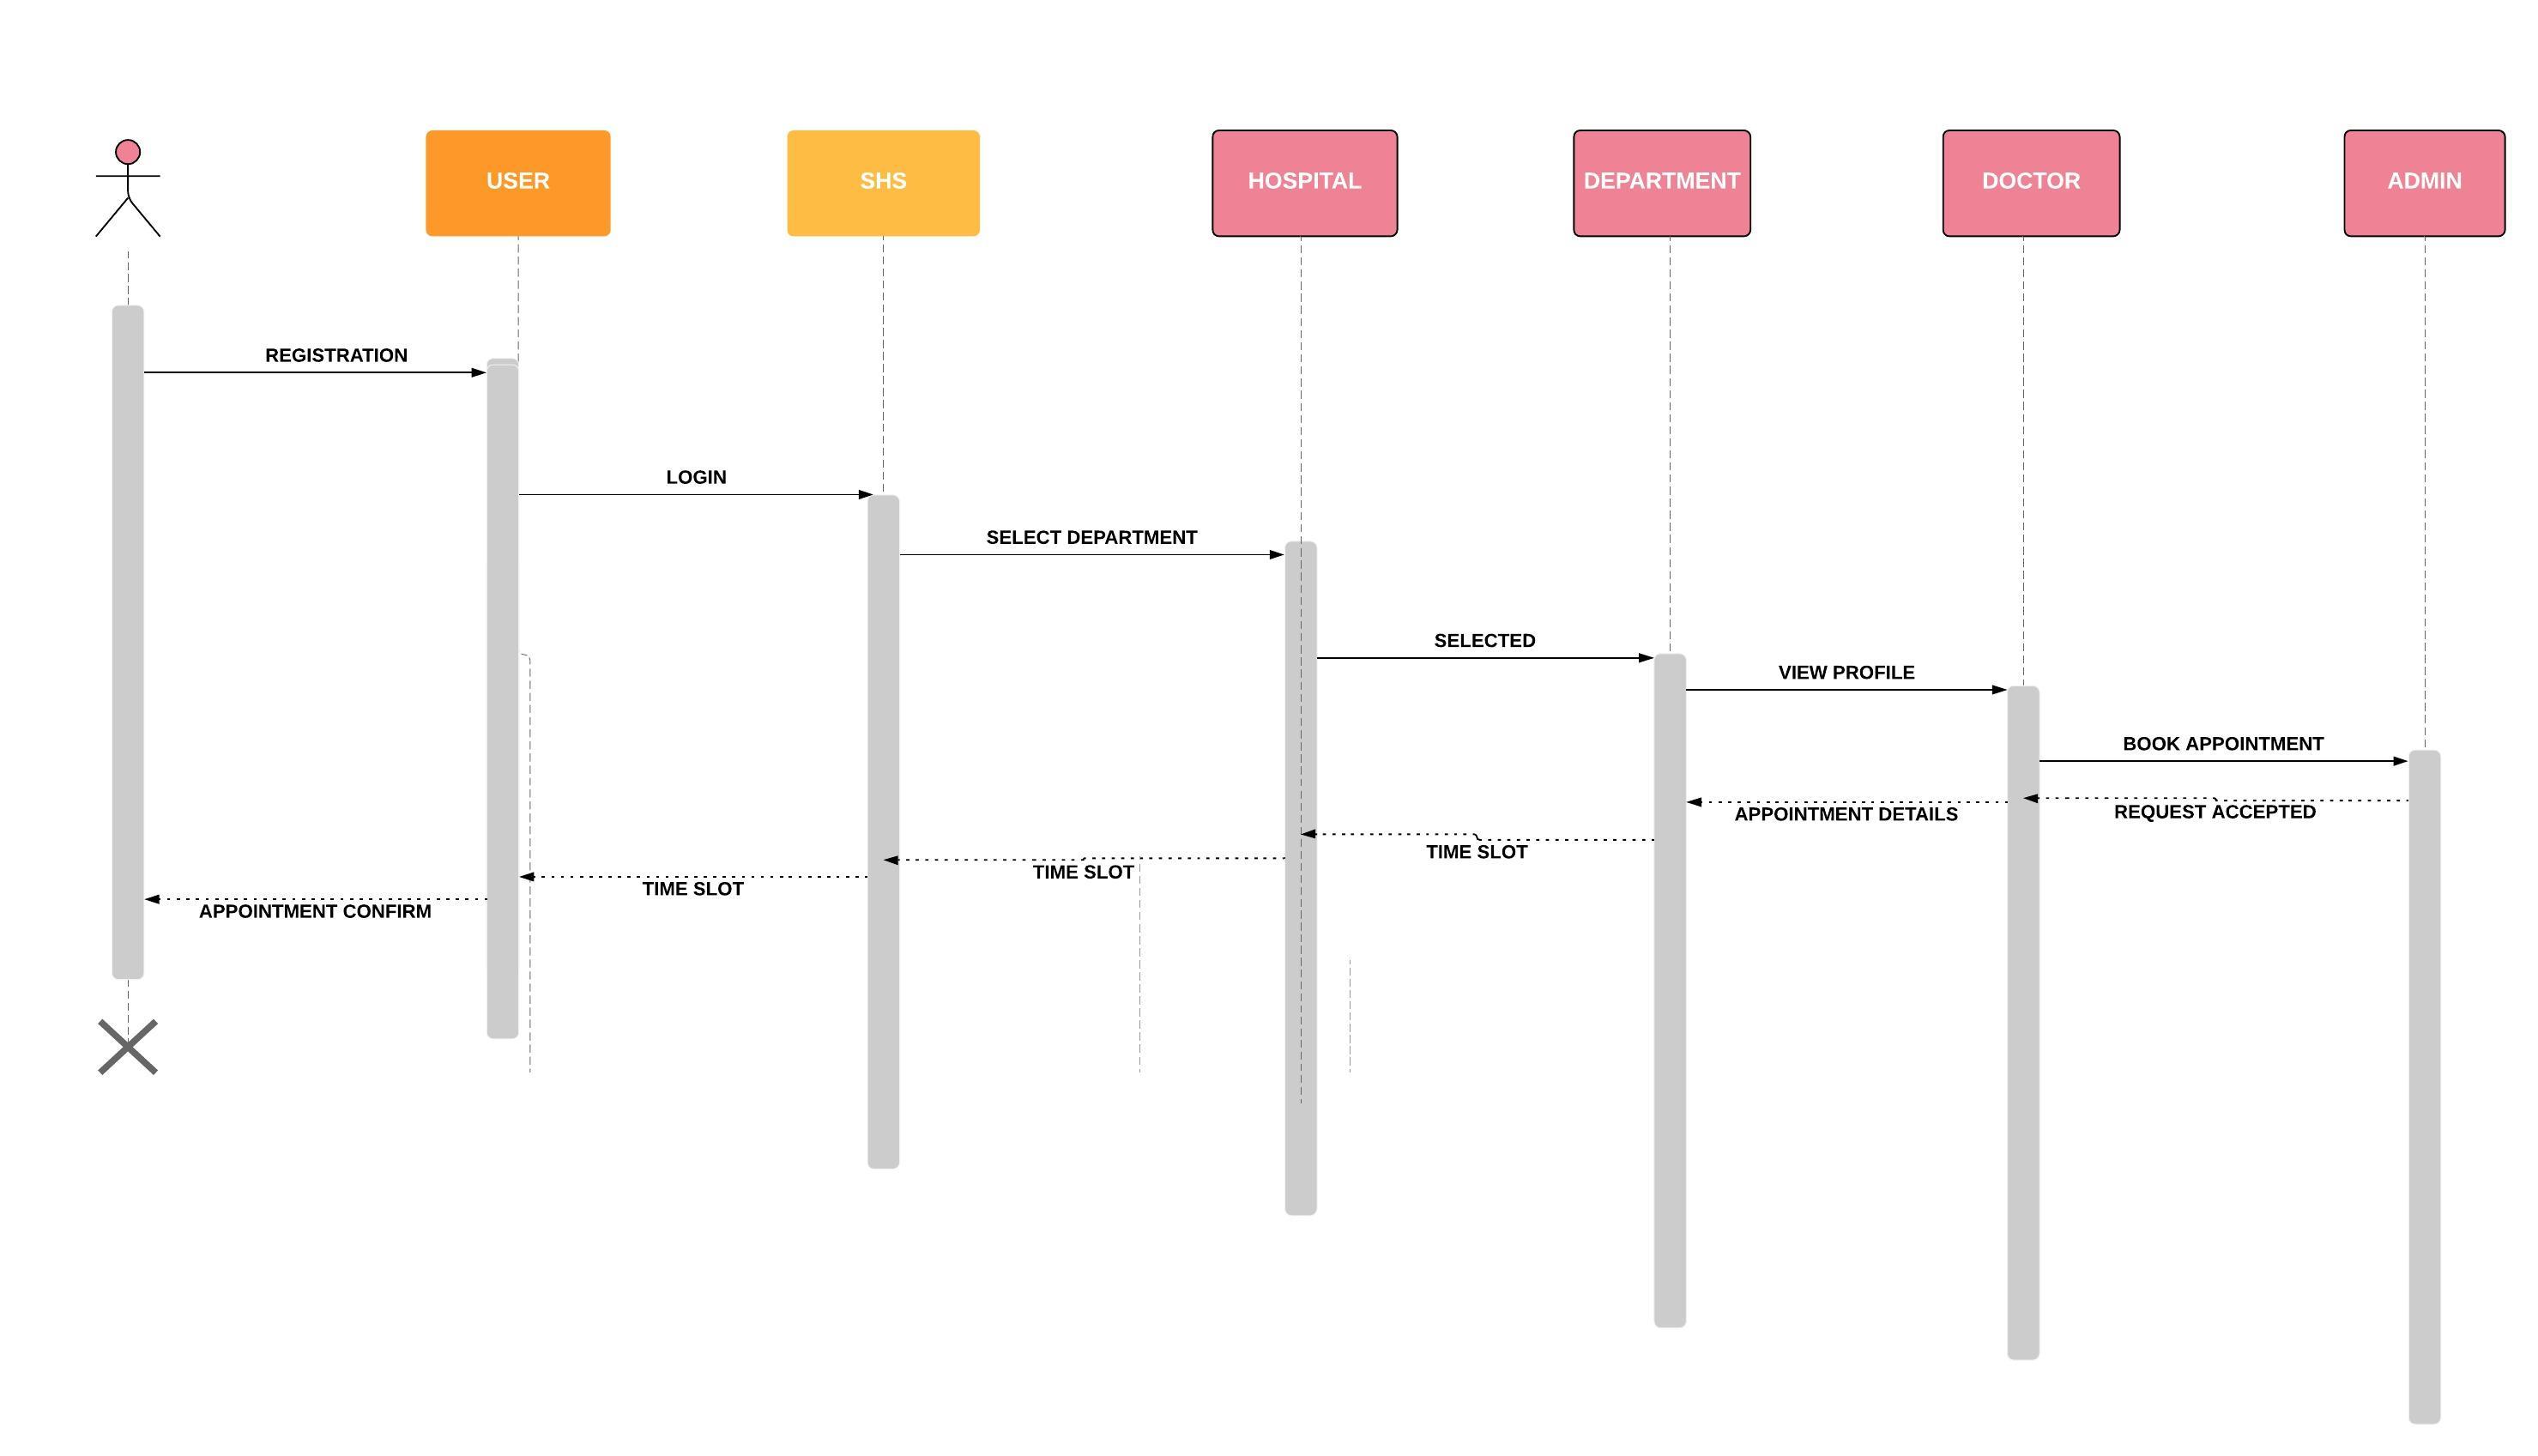 USER
SHS
HOSPITAL
DEPARTMENT
DOCTOR
ADMIN
REGISTRATION
LOGIN
SELECT DEPARTMENT
SELECTED
VIEW PROFILE
BOOK APPOINTMENT
REQUEST ACCEPTED
APPOINTMENT DETAILS
TIME SLOT
TIME SLOT
TIME SLOT
APPOINTMENT CONFIRM